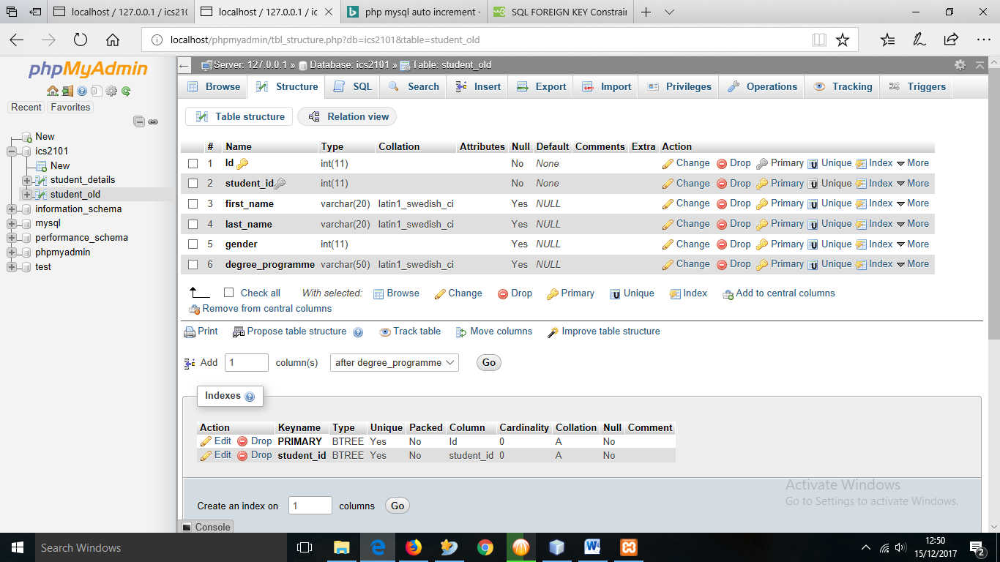 localhost / 127.0.0.1 / ics210 localhost / 127.0.0.1 / ic php mysql auto increment - SQL FOREIGN KEY Constrain
localhost/phpmyadmin/tbl_structure.php?db=ics2101&table=student_old
phpMyAdmin
Recent Favorites
New
ics2101
New
student_details
student_old
information_schema
mysql
performance_schema
phpmyadmin
test
Server: 127.0.0.1 » Database: ics2101 » Table: student_old
Browse Structure SQL Search Insert Export Import Privileges Operations Tracking Triggers
Table structure Relation view
# Name Type Collation Attributes Null Default Comments Extra Action
1 Id int(11) No None Change Drop Primary Unique Index More
2 student_id int(11) No None Change Drop Primary Unique Index More
3 first_name varchar(20) latin1_swedish_ci Yes NULL Change Drop Primary Unique Index More
4 last_name varchar(20) latin1_swedish_ci Yes NULL Change Drop Primary Unique Index More
5 gender int(11) Yes NULL Change Drop Primary Unique Index More
6 degree_programme varchar(50) latin1_swedish_ci Yes NULL Change Drop Primary Unique Index More
Check all With selected: Browse Change Drop Primary Unique Index Add to central columns
Remove from central columns
Print Propose table structure Track table Move columns Improve table structure
Add 1 column(s) after degree_programme Go
Indexes
Action Keyname Type Unique Packed Column Cardinality Collation Null Comment
Edit Drop PRIMARY BTREE Yes No Id 0 A No
Edit Drop student_id BTREE Yes No student_id 0 A No
Create an index on 1 columns Go
Console
Activate Windows
Go to Settings to activate Windows.
Search Windows
12:50
15/12/2017
2